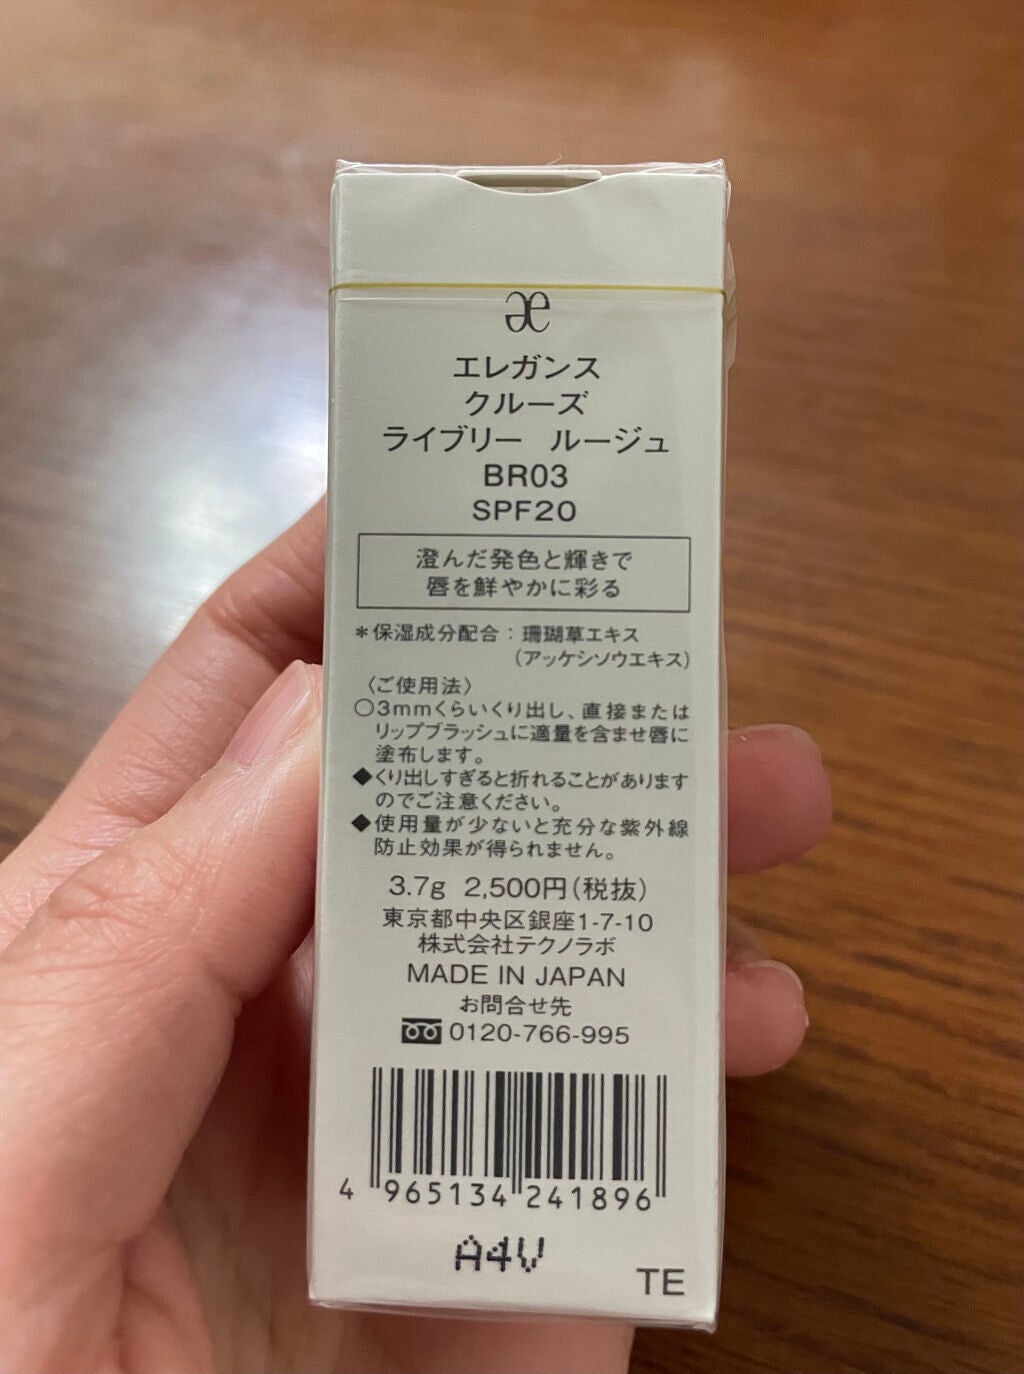 æ
エレガンス
クルーズ
ライブリー　ルージュ
BR03
SPF20
澄んだ発色と輝きで
唇を鮮やかに彩る
＊保湿成分配合：珊瑚草エキス
（アッケシソウエキス）
〈ご使用法〉
○3mmくらいくり出し、直接または
リップブラッシュに適量を含ませ唇に
塗布します。
◆くり出しすぎると折れることがあります
のでご注意ください。
◆使用量が少ないと充分な紫外線
防止効果が得られません。
3.7g 2,500円（税抜）
東京都中央区銀座1-7-10
株式会社テクノラボ
MADE IN JAPAN
お問合せ先
0120-766-995
4 965134 241896
A4V
TE